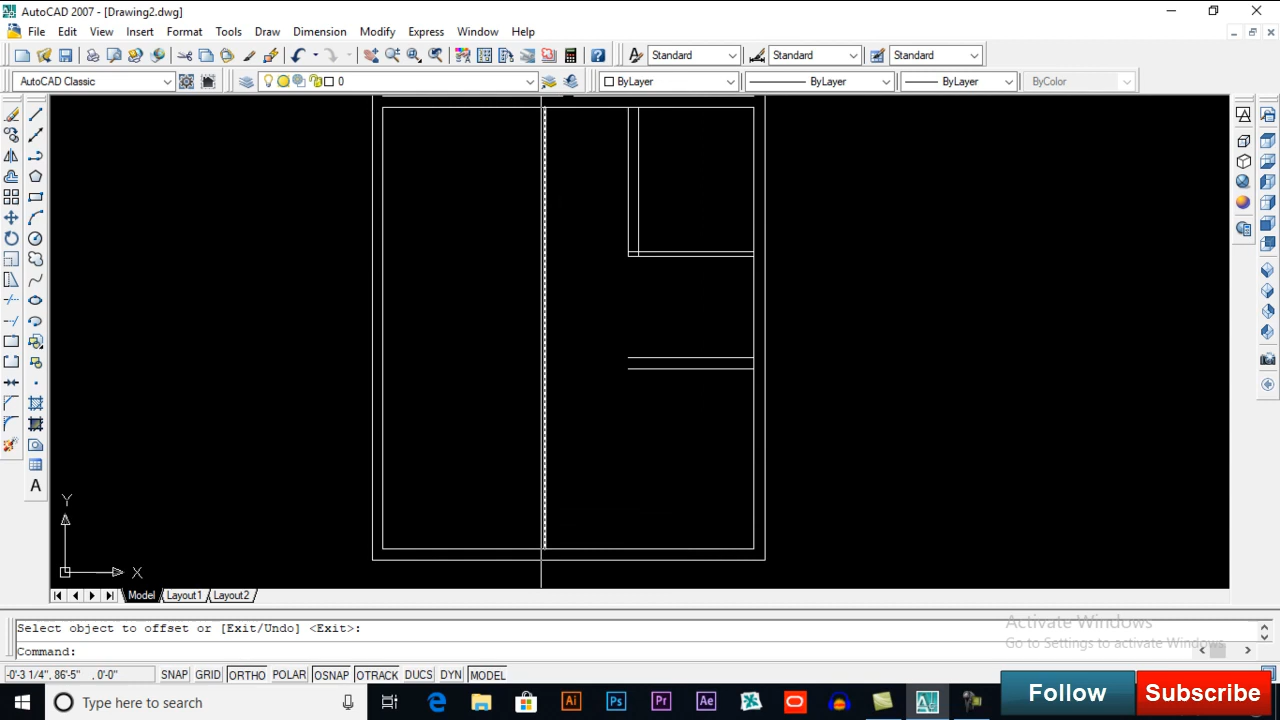 AutoCAD 2007 - [Drawing2.dwg]
File Edit View Insert Format Tools Draw Dimension Modify Express Window Help
Standard Standard Standard
AutoCAD Classic 0 ByLayer ByLayer ByLayer ByColor
Y
X
Model Layout1 Layout2
Select object to offset or [Exit/Undo] <Exit>:
Activate Windows
Go to Settings to activate Windows.
Command:
-0'-3 1/4", 86'-5" , 0'-0" SNAP GRID ORTHO POLAR OSNAP OTRACK DUCS DYN MODEL
Type here to search
Follow Subscribe